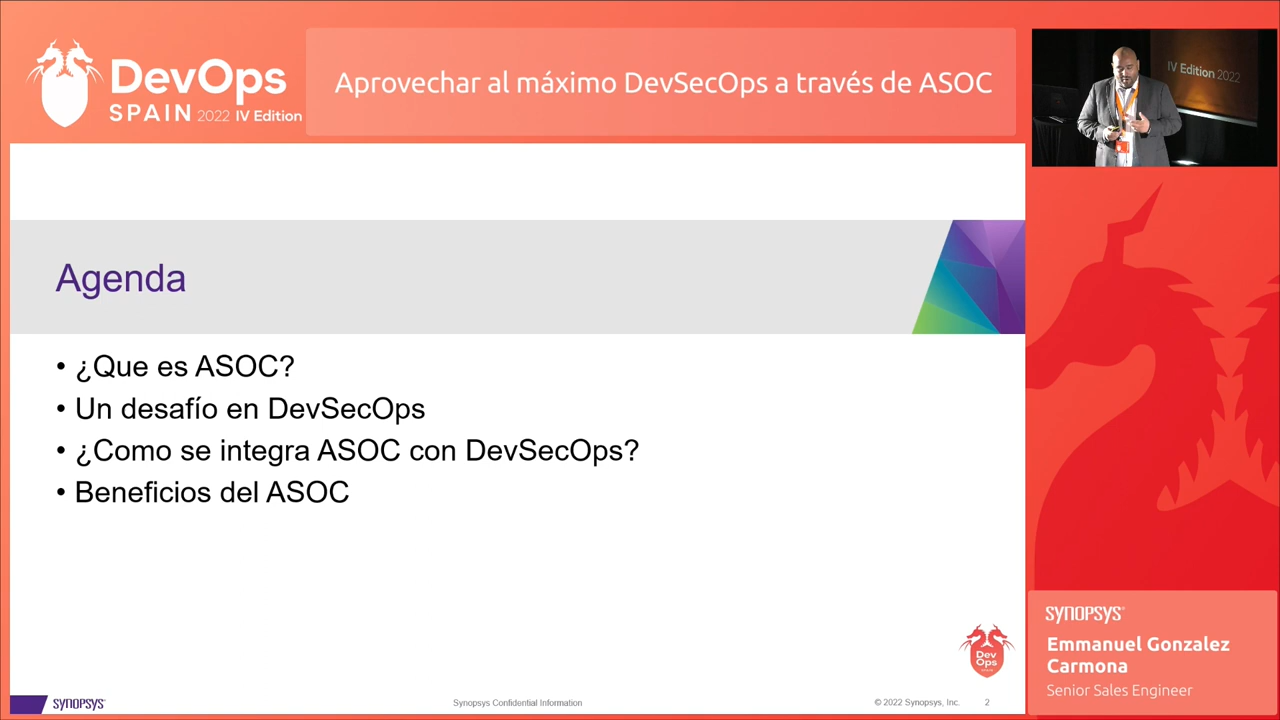 DevOps
SPAIN 2022 IV Edition
Aprovechar al máximo DevSecOps a través de ASOC
IV Edition 2022
Agenda
• ¿Que es ASOC?
• Un desafío en DevSecOps
• ¿Como se integra ASOC con DevSecOps?
• Beneficios del ASOC
Dev
Ops
SPAIN
SYNOPSYS®
Synopsys Confidential Information
© 2022 Synopsys, Inc.
2
SYNOPSYS®
Emmanuel Gonzalez
Carmona
Senior Sales Engineer